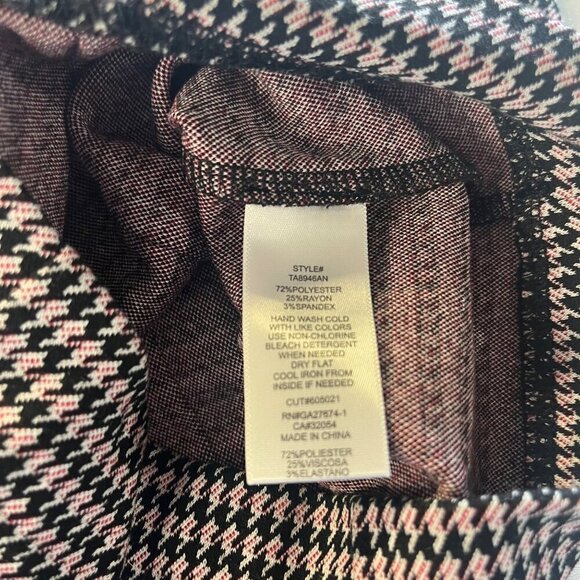 STYLE#
TA8946AN
72%POLYESTER
25%RAYON
3%SPANDEX
HAND WASH COLD
WITH LIKE COLORS
USE NON-CHLORINE
BLEACH DETERGENT
WHEN NEEDED
DRY FLAT
COOL IRON FROM
INSIDE IF NEEDED
CUT#605021
RN#GA27674-1
CA#32054
MADE IN CHINA
72%POLIESTER
25%VISCOSA
3%ELASTANO